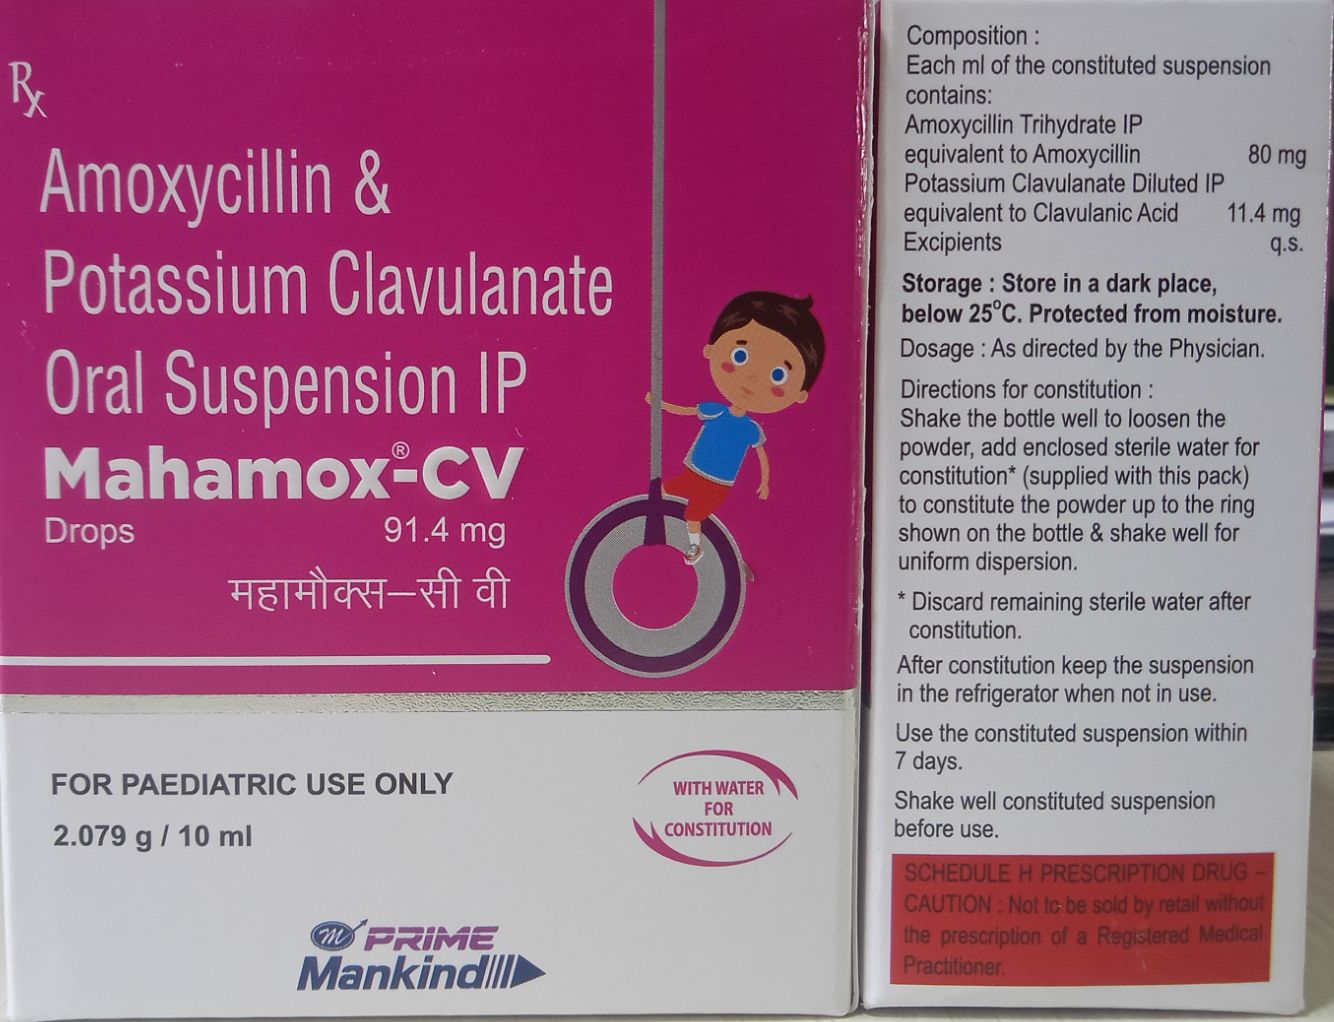 Rx
Amoxycillin &
Potassium Clavulanate
Oral Suspension IP
Mahamox®-CV
Drops 91.4 mg
महामौक्स–सी वी
FOR PAEDIATRIC USE ONLY
2.079 g / 10 ml
WITH WATER
FOR
CONSTITUTION
m PRIME
Mankind
Composition :
Each ml of the constituted suspension
contains:
Amoxycillin Trihydrate IP
equivalent to Amoxycillin 80 mg
Potassium Clavulanate Diluted IP
equivalent to Clavulanic Acid 11.4 mg
Excipients q.s.
Storage : Store in a dark place,
below 25°C. Protected from moisture.
Dosage : As directed by the Physician.
Directions for constitution :
Shake the bottle well to loosen the
powder, add enclosed sterile water for
constitution* (supplied with this pack)
to constitute the powder up to the ring
shown on the bottle & shake well for
uniform dispersion.
* Discard remaining sterile water after
constitution.
After constitution keep the suspension
in the refrigerator when not in use.
Use the constituted suspension within
7 days.
Shake well constituted suspension
before use.
SCHEDULE H PRESCRIPTION DRUG –
CAUTION : Not to be sold by retail without
the prescription of a Registered Medical
Practitioner.